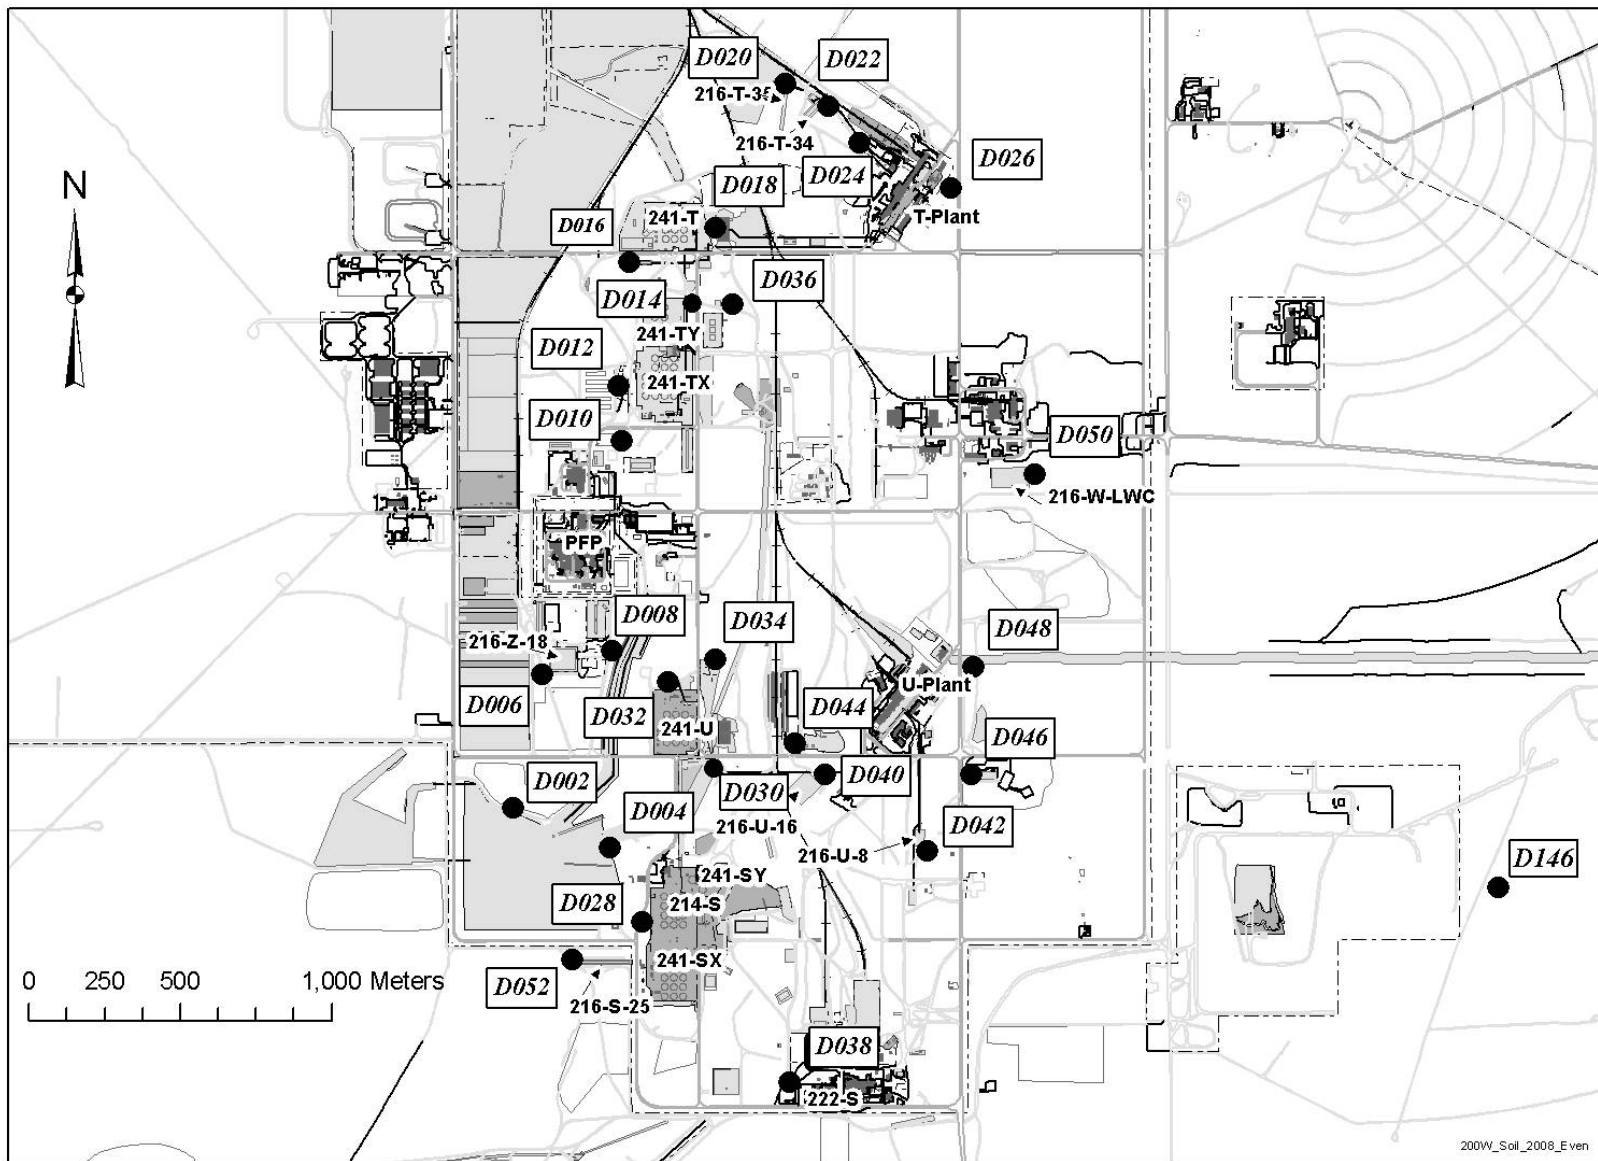 D020
D022
216-T-35
216-T-34
D026
D024
N
D018
T-Plant
241-T
D016
D036
D014
241-TY
D012
241-TX
D010
D050
216-W-LWC
PFP
D008
D034
D048
216-Z-18
U-Plant
D006
D032
D044
241-U
D046
D002
D004
D030
D040
216-U-16
D042
216-U-8
D146
241-SY
214-S
D028
241-SX
0 250 500 1,000 Meters
D052
216-S-25
D038
222-S
200W_Soil_2008_Even